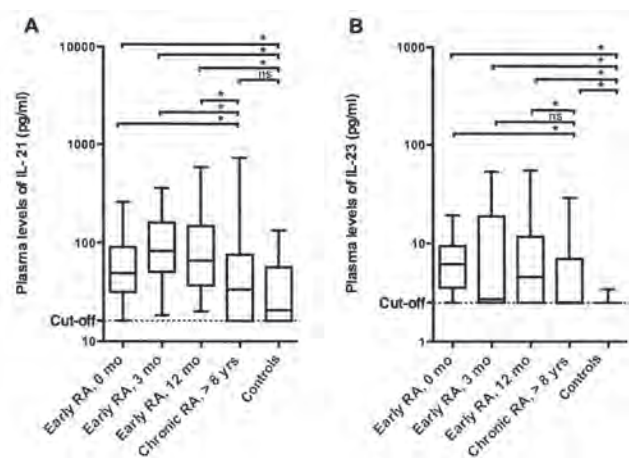 A
Plasma levels of IL- 21 (pg/ml)
10000
1000
100
Cut-off
10
*
*
*
ns
*
*
*
Early RA, 0 mo
Early RA, 3 mo
Early RA, 12 mo
Chronic RA, > 8 yrs
Controls
B
Plasma levels of IL-23 (pg/ml)
1000
100
10
Cut-off
1
*
*
*
*
*
ns
*
Early RA, 0 mo
Early RA, 3 mo
Early RA, 12 mo
Chronic RA, > 8 yrs
Controls